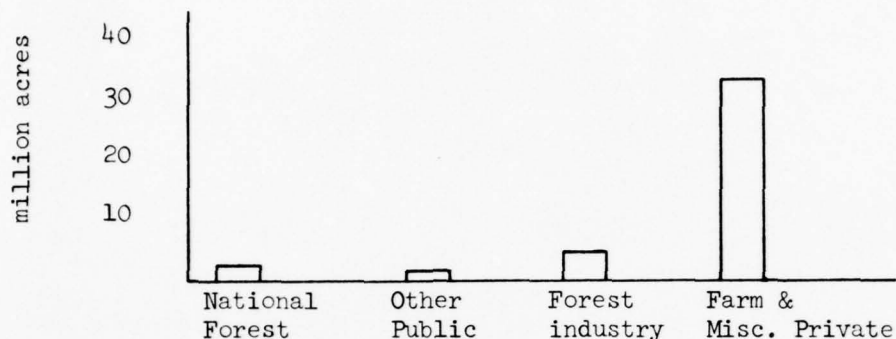 million acres
40
30
20
10
National Other Forest Farm &
Forest Public industry Misc. Private